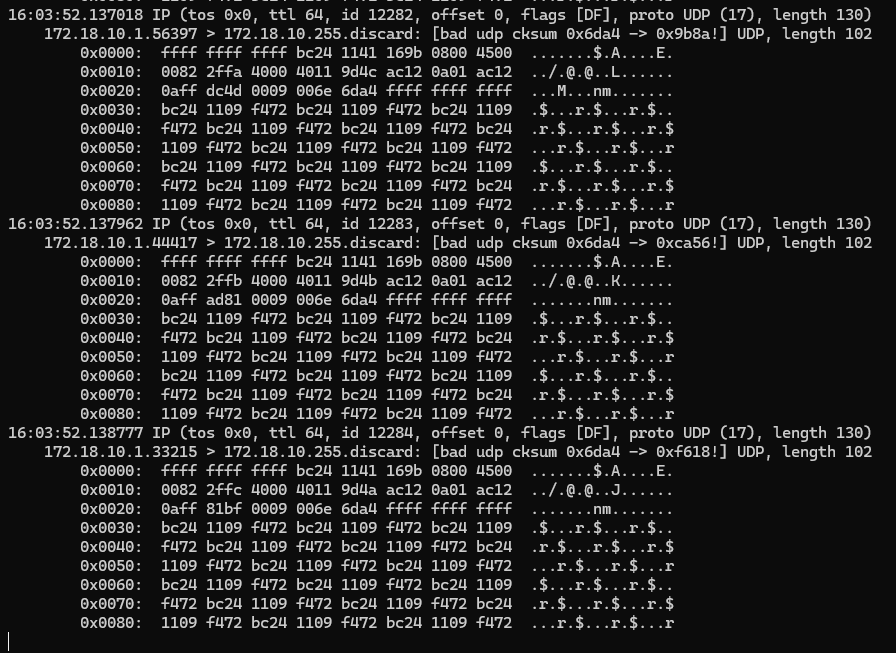 16:03:52.137018 IP (tos 0x0, ttl 64, id 12282, offset 0, flags [DF], proto UDP (17), length 130)
    172.18.10.1.56397 > 172.18.10.255.discard: [bad udp cksum 0x6da4 -> 0x9b8a!] UDP, length 102
        0x0000:  ffff ffff ffff bc24 1141 169b 0800 4500  .......$.A....E.
        0x0010:  0082 2ffa 4000 4011 9d4c ac12 0a01 ac12  ../.@.@..L......
        0x0020:  0aff dc4d 0009 006e 6da4 ffff ffff ffff  ...M...nm.......
        0x0030:  bc24 1109 f472 bc24 1109 f472 bc24 1109  .$...r.$...r.$..
        0x0040:  f472 bc24 1109 f472 bc24 1109 f472 bc24  .r.$...r.$...r.$
        0x0050:  1109 f472 bc24 1109 f472 bc24 1109 f472  ...r.$...r.$...r
        0x0060:  bc24 1109 f472 bc24 1109 f472 bc24 1109  .$...r.$...r.$..
        0x0070:  f472 bc24 1109 f472 bc24 1109 f472 bc24  .r.$...r.$...r.$
        0x0080:  1109 f472 bc24 1109 f472 bc24 1109 f472  ...r.$...r.$...r
16:03:52.137962 IP (tos 0x0, ttl 64, id 12283, offset 0, flags [DF], proto UDP (17), length 130)
    172.18.10.1.44417 > 172.18.10.255.discard: [bad udp cksum 0x6da4 -> 0xca56!] UDP, length 102
        0x0000:  ffff ffff ffff bc24 1141 169b 0800 4500  .......$.A....E.
        0x0010:  0082 2ffb 4000 4011 9d4b ac12 0a01 ac12  ../.@.@..K......
        0x0020:  0aff ad81 0009 006e 6da4 ffff ffff ffff  .......nm.......
        0x0030:  bc24 1109 f472 bc24 1109 f472 bc24 1109  .$...r.$...r.$..
        0x0040:  f472 bc24 1109 f472 bc24 1109 f472 bc24  .r.$...r.$...r.$
        0x0050:  1109 f472 bc24 1109 f472 bc24 1109 f472  ...r.$...r.$...r
        0x0060:  bc24 1109 f472 bc24 1109 f472 bc24 1109  .$...r.$...r.$..
        0x0070:  f472 bc24 1109 f472 bc24 1109 f472 bc24  .r.$...r.$...r.$
        0x0080:  1109 f472 bc24 1109 f472 bc24 1109 f472  ...r.$...r.$...r
16:03:52.138777 IP (tos 0x0, ttl 64, id 12284, offset 0, flags [DF], proto UDP (17), length 130)
    172.18.10.1.33215 > 172.18.10.255.discard: [bad udp cksum 0x6da4 -> 0xf618!] UDP, length 102
        0x0000:  ffff ffff ffff bc24 1141 169b 0800 4500  .......$.A....E.
        0x0010:  0082 2ffc 4000 4011 9d4a ac12 0a01 ac12  ../.@.@..J......
        0x0020:  0aff 81bf 0009 006e 6da4 ffff ffff ffff  .......nm.......
        0x0030:  bc24 1109 f472 bc24 1109 f472 bc24 1109  .$...r.$...r.$..
        0x0040:  f472 bc24 1109 f472 bc24 1109 f472 bc24  .r.$...r.$...r.$
        0x0050:  1109 f472 bc24 1109 f472 bc24 1109 f472  ...r.$...r.$...r
        0x0060:  bc24 1109 f472 bc24 1109 f472 bc24 1109  .$...r.$...r.$..
        0x0070:  f472 bc24 1109 f472 bc24 1109 f472 bc24  .r.$...r.$...r.$
        0x0080:  1109 f472 bc24 1109 f472 bc24 1109 f472  ...r.$...r.$...r